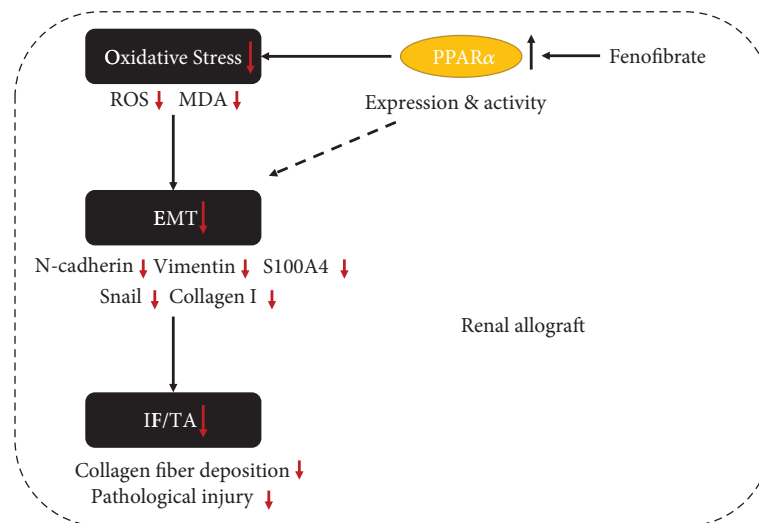 Oxidative Stress
PPARα
Fenofibrate
ROS MDA
Expression & activity
EMT
N-cadherin Vimentin S100A4
Snail Collagen I
Renal allograft
IF/TA
Collagen fiber deposition
Pathological injury